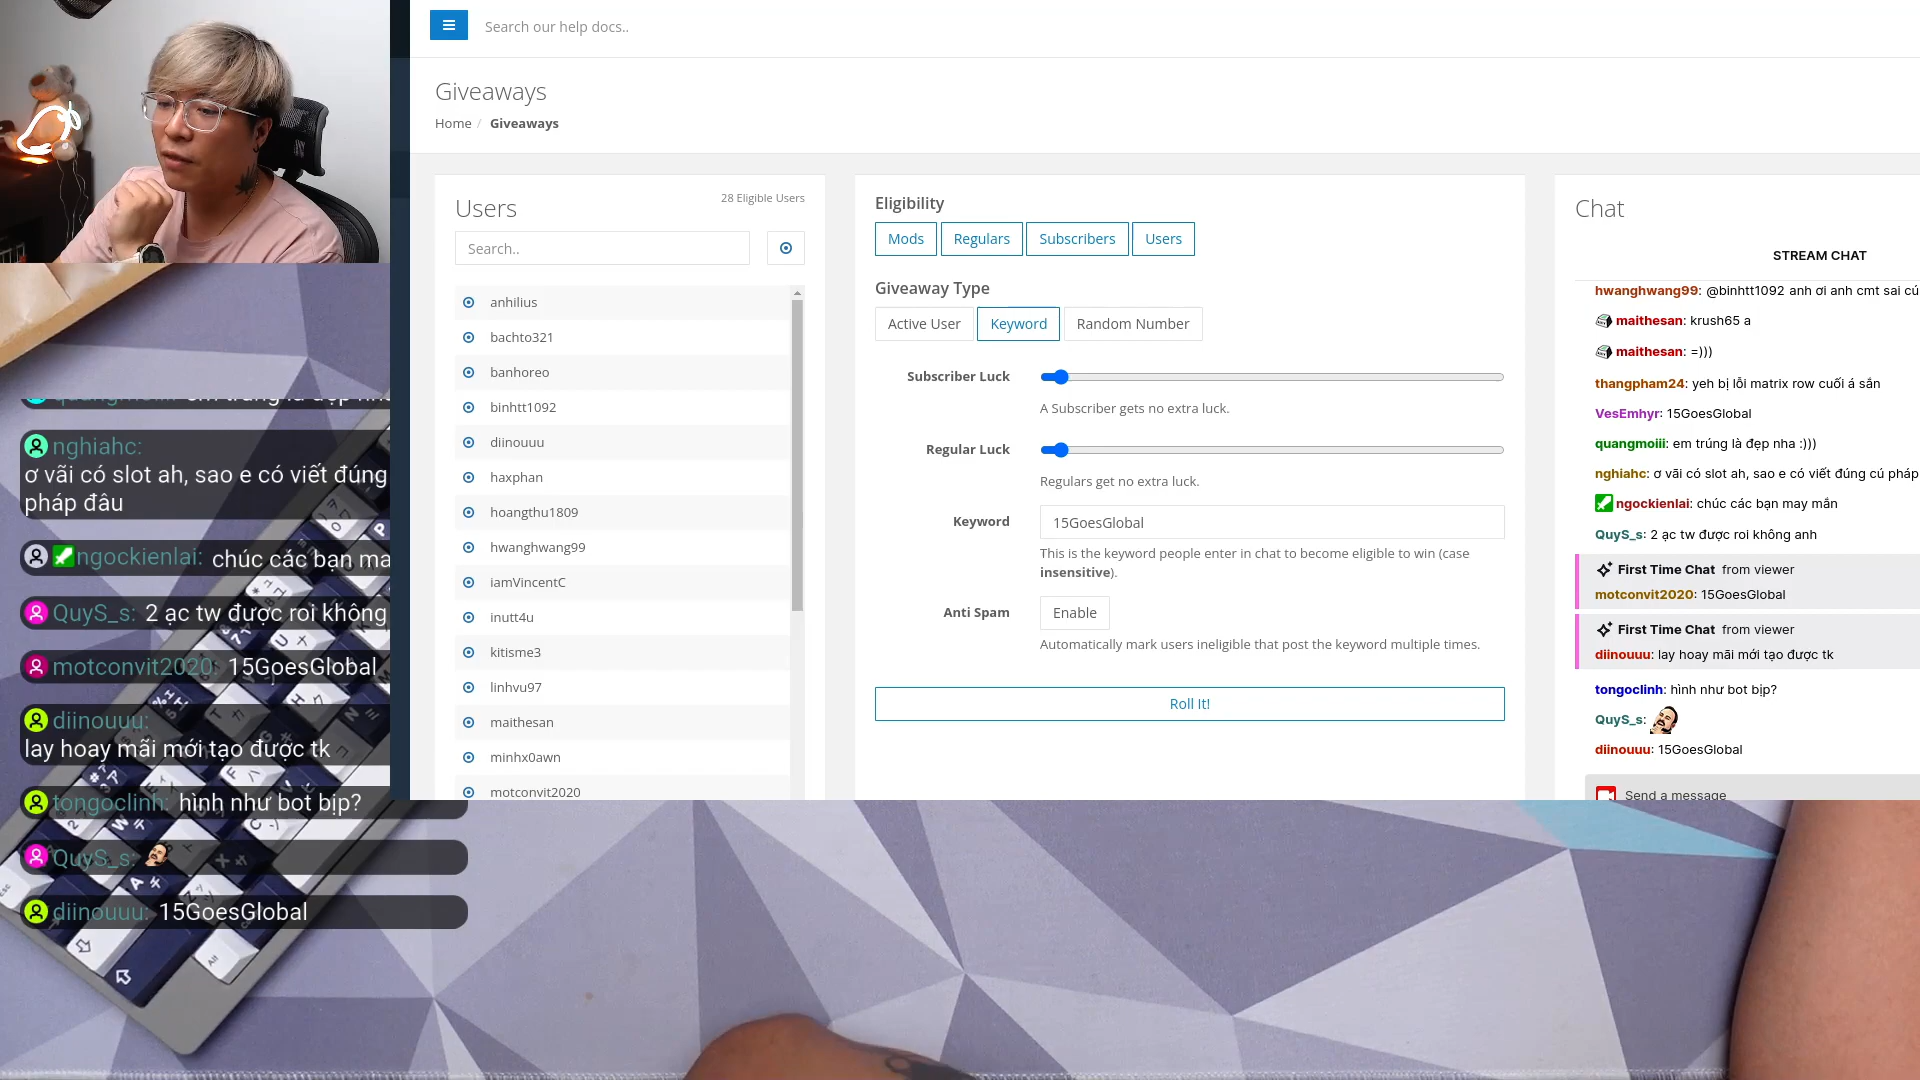 Search our help docs..
Giveaways
Home / Giveaways
Users
28 Eligible Users
Search..
anhilius
bachto321
banhoreo
binhtt1092
diinouuu
haxphan
hoangthu1809
hwanghwang99
iamVincentC
inutt4u
kitisme3
linhvu97
maithesan
minhx0awn
motconvit2020
Eligibility
Mods
Regulars
Subscribers
Users
Giveaway Type
Active User
Keyword
Random Number
Subscriber Luck
A Subscriber gets no extra luck.
Regular Luck
Regulars get no extra luck.
Keyword
15GoesGlobal
This is the keyword people enter in chat to become eligible to win (case
insensitive).
Anti Spam
Enable
Automatically mark users ineligible that post the keyword multiple times.
Roll It!
Chat
STREAM CHAT
hwanghwang99: @binhtt1092 anh ơi anh cmt sai cú
maithesan: krush65 a
maithesan: =)))
thangpham24: yeh bị lỗi matrix row cuối á sắn
VesEmhyr: 15GoesGlobal
quangmoiii: em trúng là đẹp nha :)))
nghiahc: ơ vãi có slot ah, sao e có viết đúng cú pháp
ngockienlai: chúc các bạn may mắn
QuyS_s: 2 ạc tw được roi không anh
First Time Chat from viewer
motconvit2020: 15GoesGlobal
First Time Chat from viewer
diinouuu: lay hoay mãi mới tạo được tk
tongoclinh: hình như bot bịp?
QuyS_s:
diinouuu: 15GoesGlobal
Send a message
nghiahc:
ơ vãi có slot ah, sao e có viết đúng
pháp đâu
ngockienlai: chúc các bạn ma
QuyS_s: 2 ạc tw được roi không
motconvit2020: 15GoesGlobal
diinouuu:
lay hoay mãi mới tạo được tk
tongoclinh: hình như bot bịp?
QuyS_s:
diinouuu: 15GoesGlobal